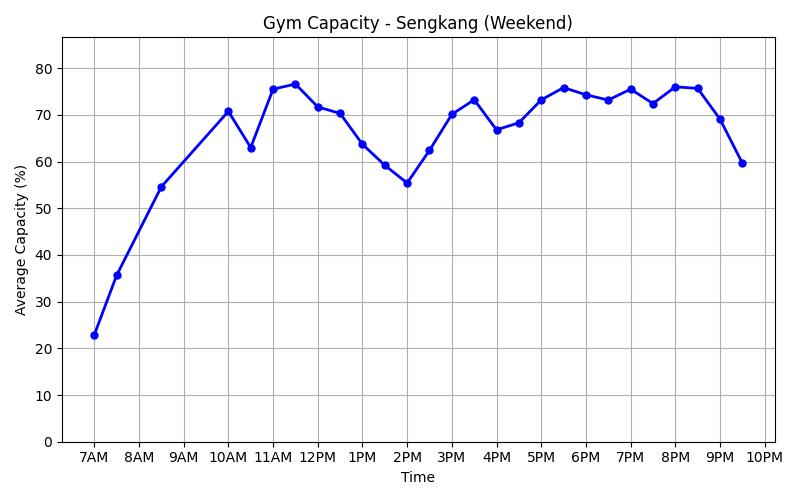 Gym Capacity - Sengkang (Weekend)
Average Capacity (%)
80
70
60
50
40
30
20
10
0
7AM 8AM 9AM 10AM 11AM 12PM 1PM 2PM 3PM 4PM 5PM 6PM 7PM 8PM 9PM 10PM
Time